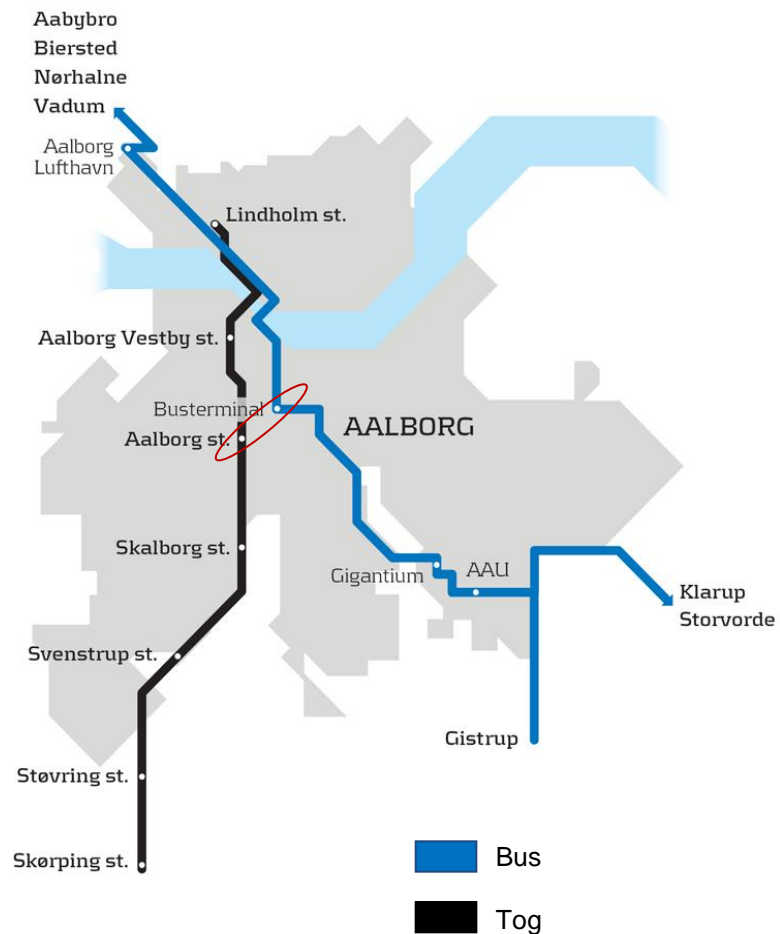 Aabybro
Biersted
Nørhalne
Vadum
Aalborg
Lufthavn
Lindholm st.
Aalborg Vestby st.
Busterminal
AALBORG
Aalborg st.
Skalborg st.
Gigantium
AAU
Klarup
Storvorde
Svenstrup st.
Gistrup
Støvring st.
Skørping st.
Bus
Tog